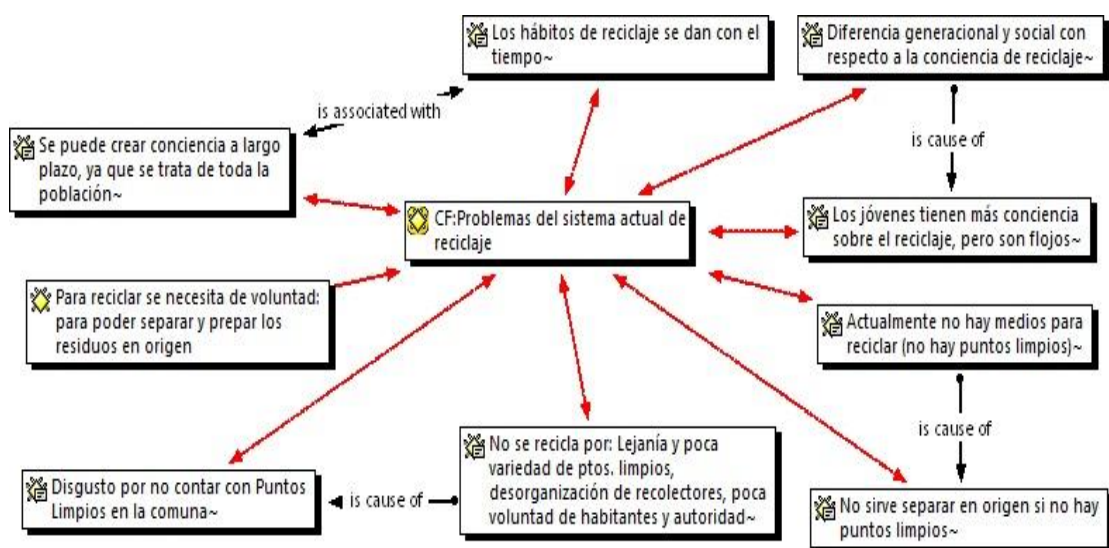 Los hábitos de reciclaje se dan con el
tiempo~
Diferencia generacional y social con
respecto a la conciencia de reciclaje~
is associated with
is cause of
Se puede crear conciencia a largo
plazo, ya que se trata de toda la
población~
CF:Problemas del sistema actual de
reciclaje
Los jóvenes tienen más conciencia
sobre el reciclaje, pero son flojos~
Para reciclar se necesita de voluntad:
para poder separar y prepar los
residuos en origen
Actualmente no hay medios para
reciclar (no hay puntos limpios)~
is cause of
Disgusto por no contar con Puntos
Limpios en la comuna~
is cause of
No se recicla por: Lejanía y poca
variedad de ptos. limpios,
desorganización de recolectores, poca
voluntad de habitantes y autoridad~
No sirve separar en origen si no hay
puntos limpios~